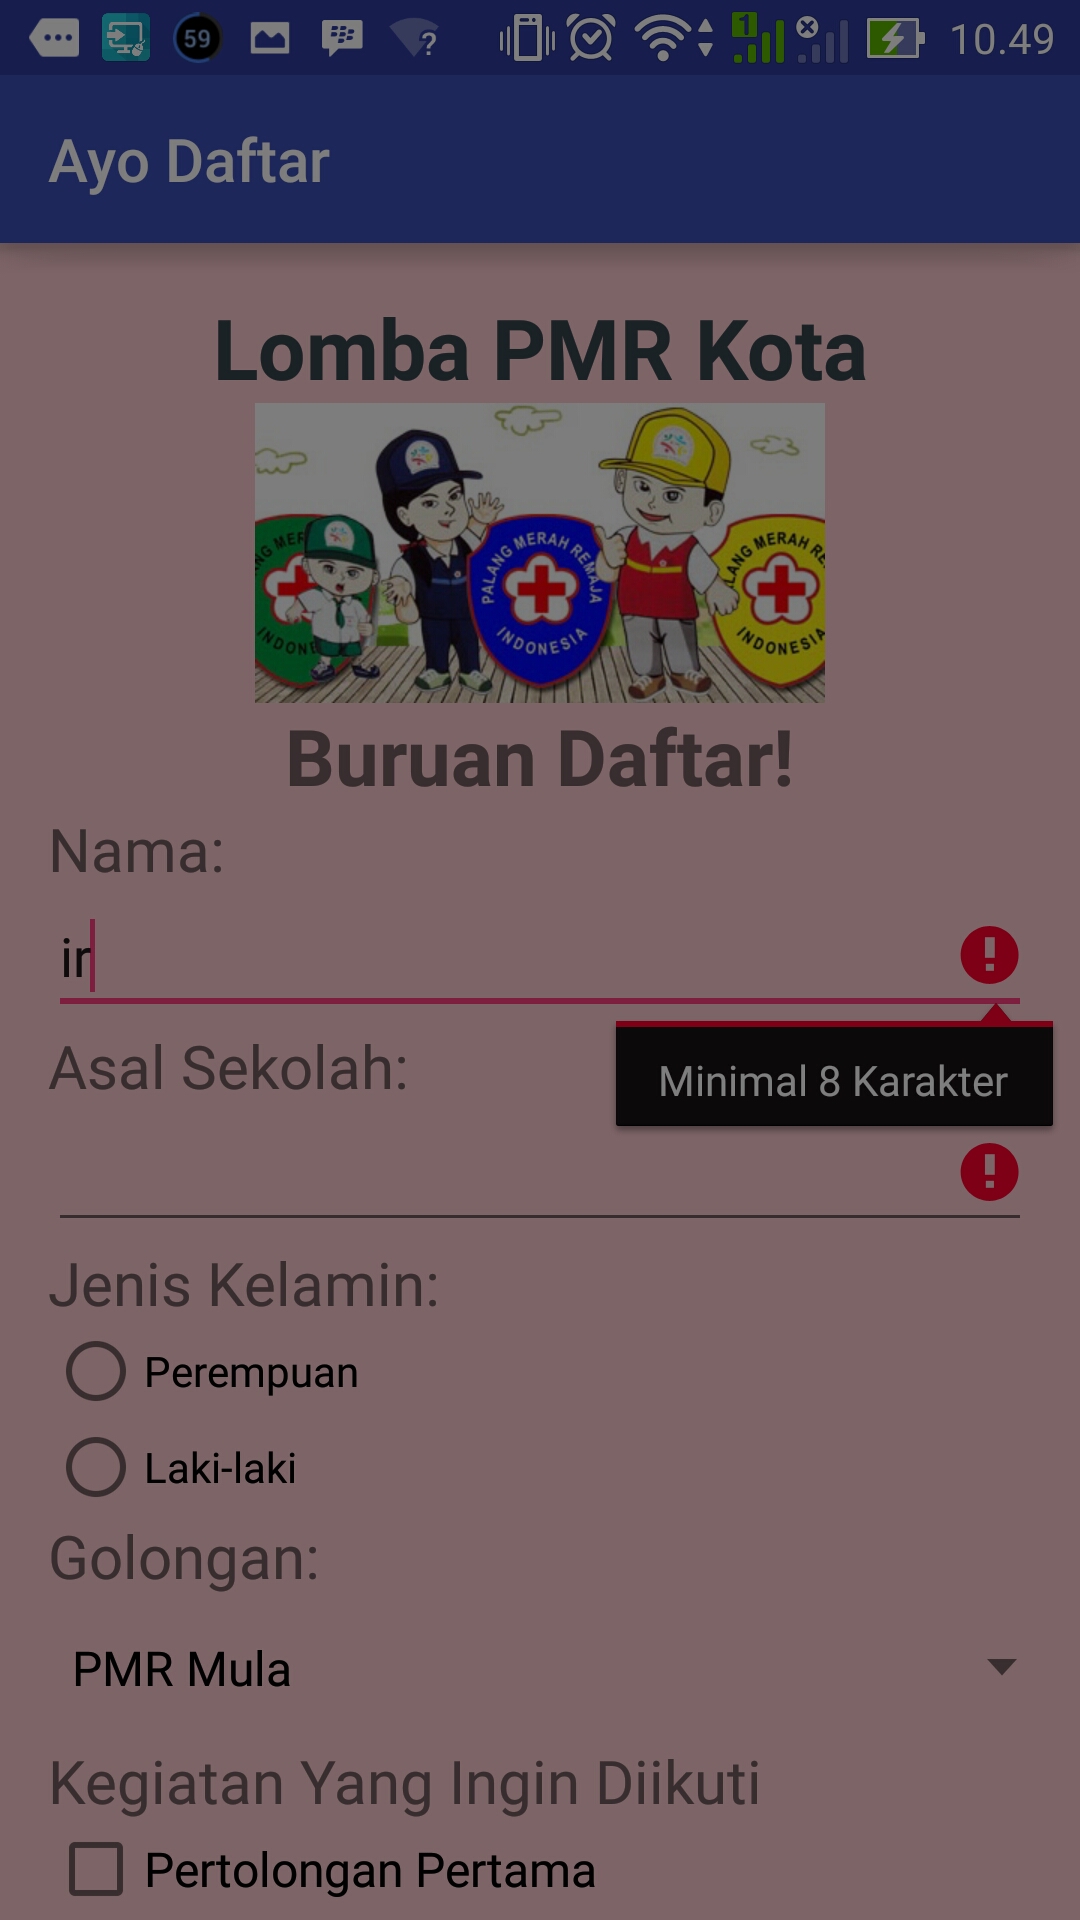 59 ? 1 10.49
Ayo Daftar
Lomba PMR Kota
PALANG MERAH REMAJA
INDONESIA
Buruan Daftar!
Nama:
ir
Asal Sekolah:
Minimal 8 Karakter
Jenis Kelamin:
Perempuan
Laki-laki
Golongan:
PMR Mula
Kegiatan Yang Ingin Diikuti
Pertolongan Pertama